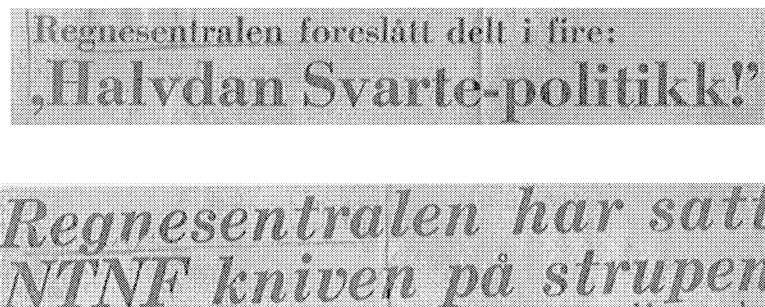 Regnesentralen foreslått delt i fire:
„Halvdan Svarte-politikk!”
Regnesentralen har satt
NTNF kniven på strupen